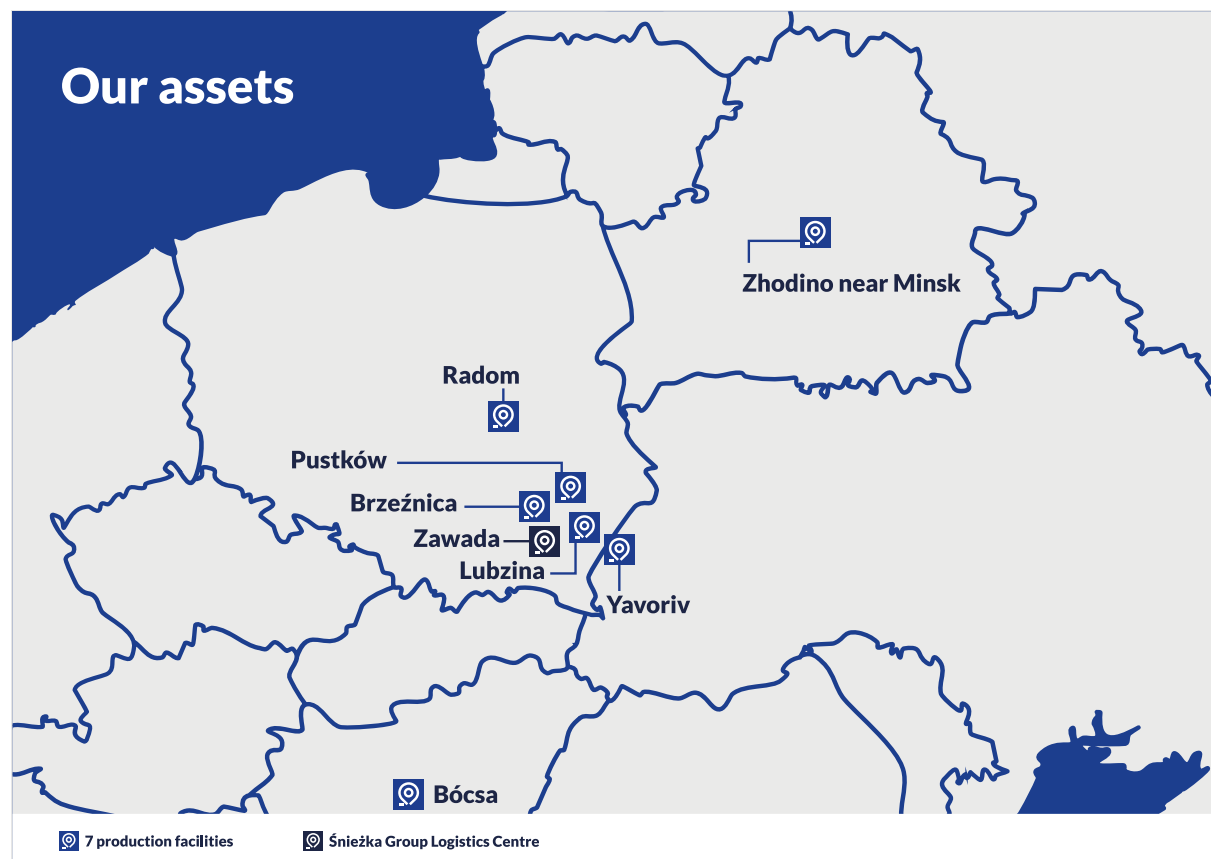 Our assets
Zhodino near Minsk
Radom
Pustków
Brzeźnica
Zawada
Lubzina
Yavoriv
Bócsa
7 production facilities
Śnieżka Group Logistics Centre